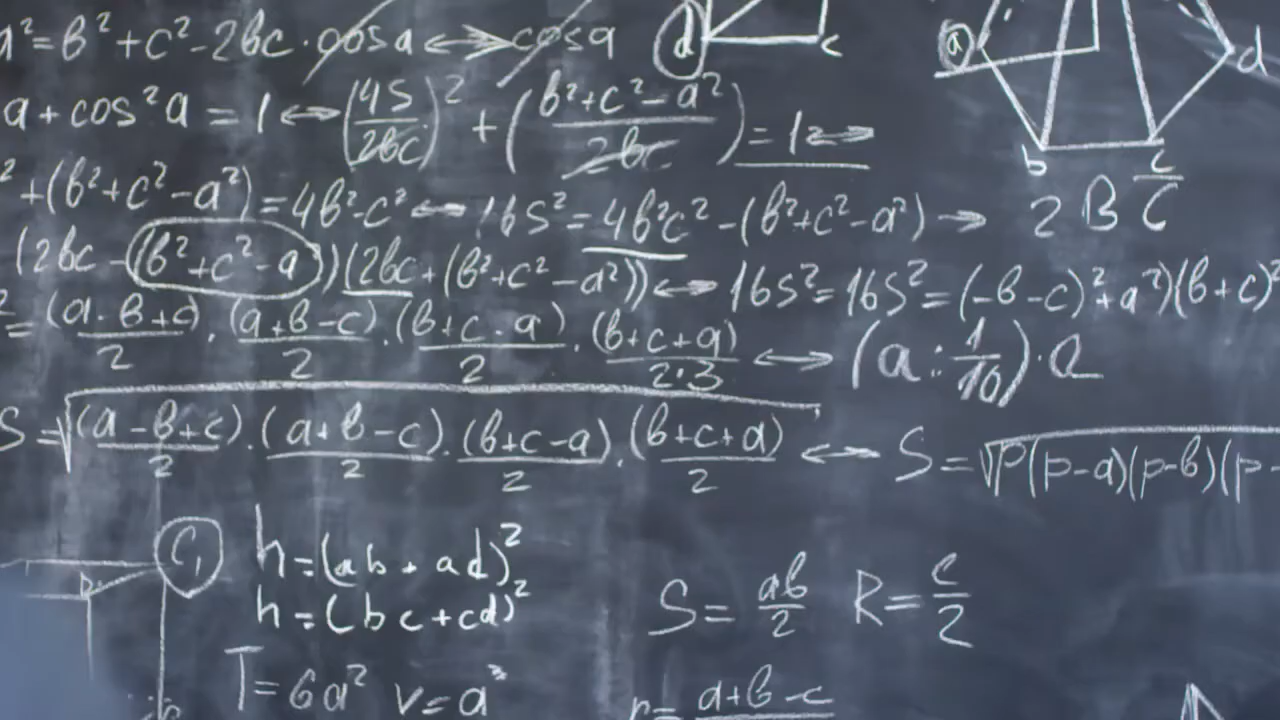 a²=b²+c²-2bc·cosa⟷cosa
a+cos²a=1⟷(4S/2bc)²+(b²+c²-a²/2bc)=1⟷
²+(b²+c²-a²)=4b²-c²⟷16S²=4b²c²-(b²+c²-a²)→
(2bc-(b²+c²-a))(2bc+(b²+c²-a²))⟷16S²=16S²=(-b-c)²+a²)(b+c)²
²=(a·b+c)/2·(a+b-c)/2·(b+c·a)/2·(b+c+a)/2·3⟷(a:1/10)·a
S=√(a-b+c)/2·(a+b-c)/2·(b+c-a)/2·(b+c+a)/2⟷S=√p(p-a)(p-b)(p-
d
c
a
d
b
c
2BC
C₁
h=(ab+ad)²
h=(bc+cd)²
T=6a² v=a³
S=ab/2 R=c/2
r=a+b-c